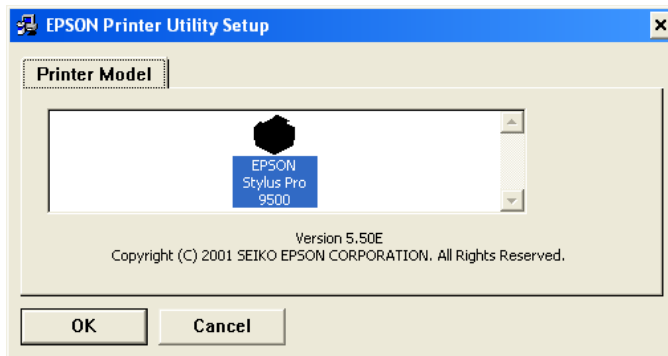 EPSON Printer Utility Setup
Printer Model
EPSON
Stylus Pro
9500
Version 5.50E
Copyright (C) 2001 SEIKO EPSON CORPORATION. All Rights Reserved.
OK Cancel